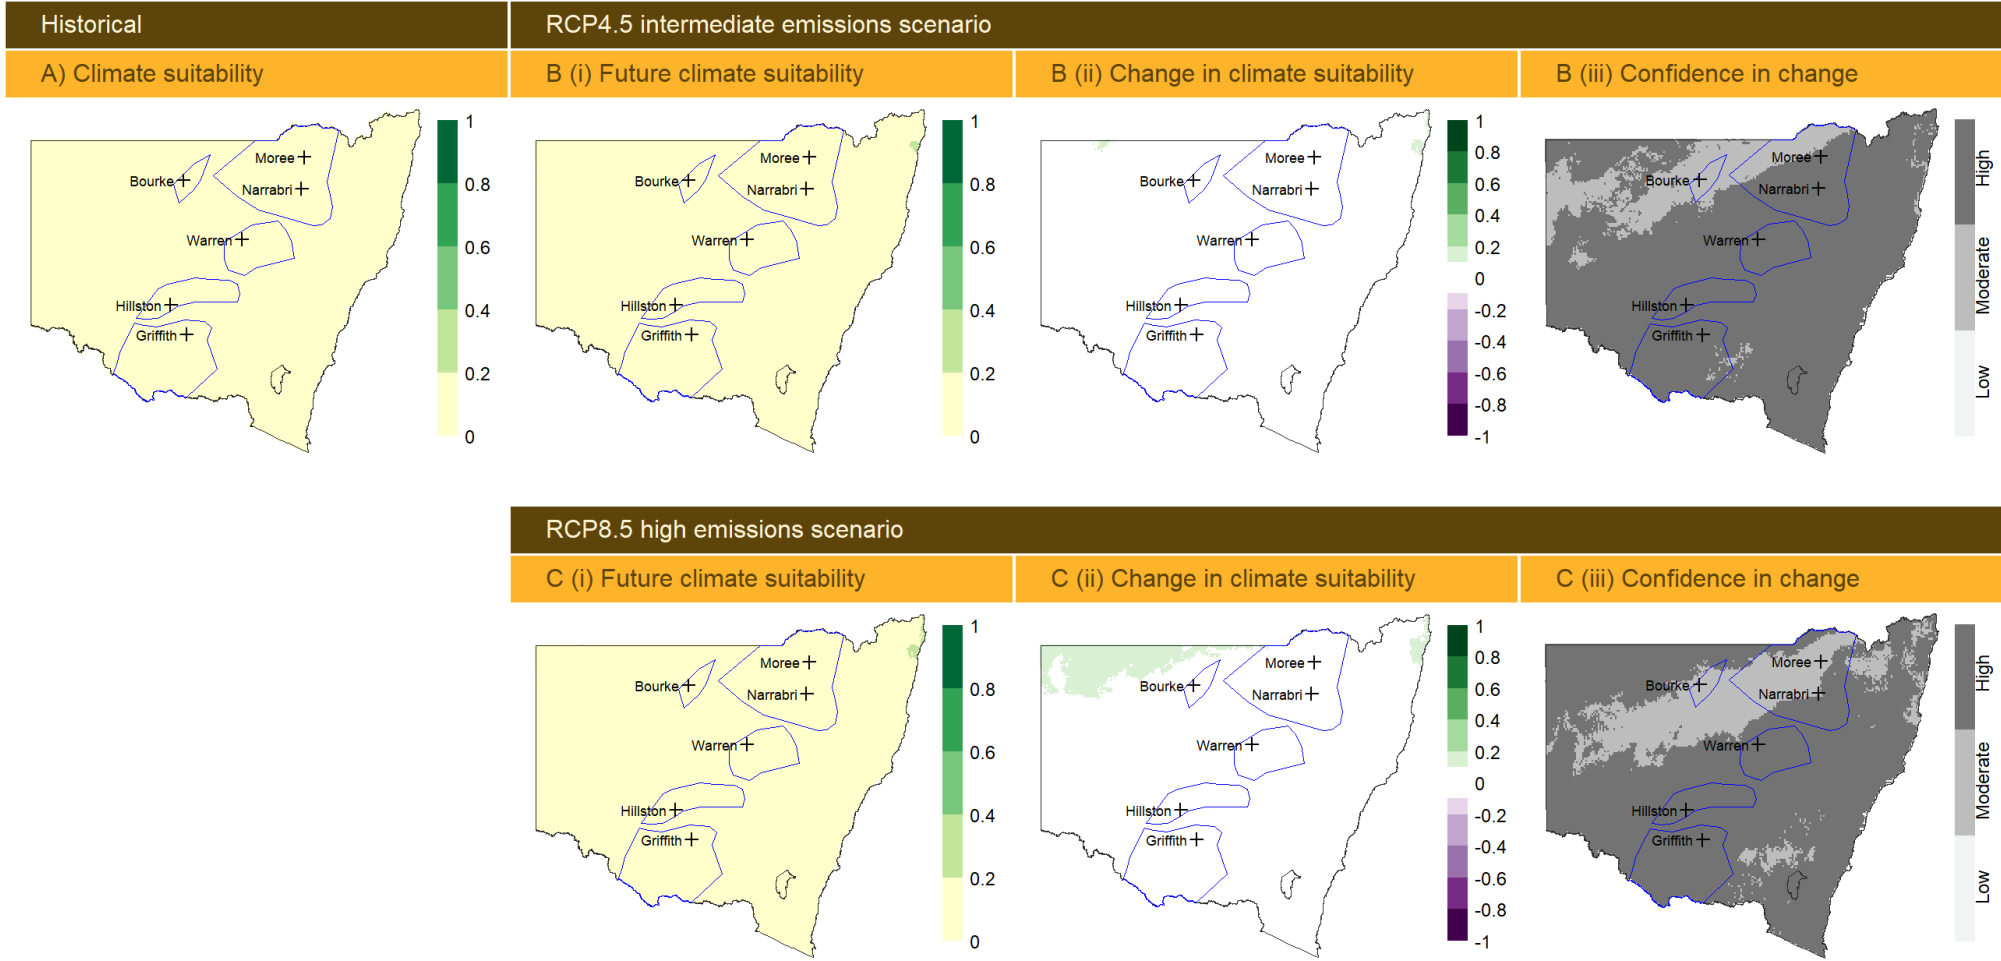 Historical
RCP4.5 intermediate emissions scenario
A) Climate suitability
B (i) Future climate suitability
B (ii) Change in climate suitability
B (iii) Confidence in change
Moree
Narrabri
Bourke
Warren
Hillston
Griffith
1
0.8
0.6
0.4
0.2
0
Moree
Narrabri
Bourke
Warren
Hillston
Griffith
1
0.8
0.6
0.4
0.2
0
Moree
Narrabri
Bourke
Warren
Hillston
Griffith
1
0.8
0.6
0.4
0.2
0
-0.2
-0.4
-0.6
-0.8
-1
Moree
Narrabri
Bourke
Warren
Hillston
Griffith
High
Moderate
Low
RCP8.5 high emissions scenario
C (i) Future climate suitability
C (ii) Change in climate suitability
C (iii) Confidence in change
Moree
Narrabri
Bourke
Warren
Hillston
Griffith
1
0.8
0.6
0.4
0.2
0
Moree
Narrabri
Bourke
Warren
Hillston
Griffith
1
0.8
0.6
0.4
0.2
0
-0.2
-0.4
-0.6
-0.8
-1
Moree
Narrabri
Bourke
Warren
Hillston
Griffith
High
Moderate
Low